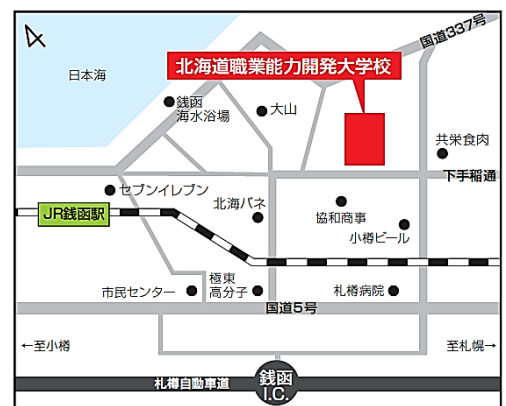 国道337号
日本海
北海道職業能力開発大学校
銭函
海水浴場
大山
共栄食肉
下手稲通
セブンイレブン
JR銭函駅
北海バネ
協和商事
小樽ビール
市民センター
極東
高分子
札樽病院
国道5号
←至小樽
至札幌→
札樽自動車道
銭函
I.C.